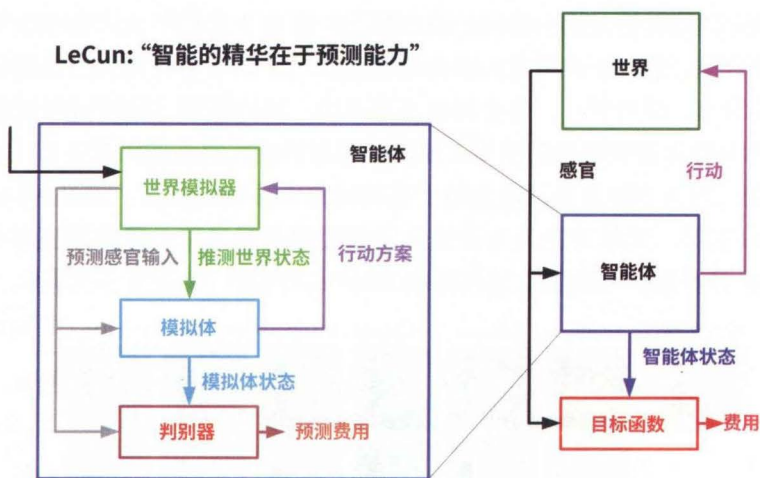 LeCun: “智能的精华在于预测能力”
世界
智能体
世界模拟器
感官
行动
预测感官输入
推测世界状态
行动方案
智能体
模拟体
智能体状态
模拟体状态
判别器
预测费用
目标函数
费用